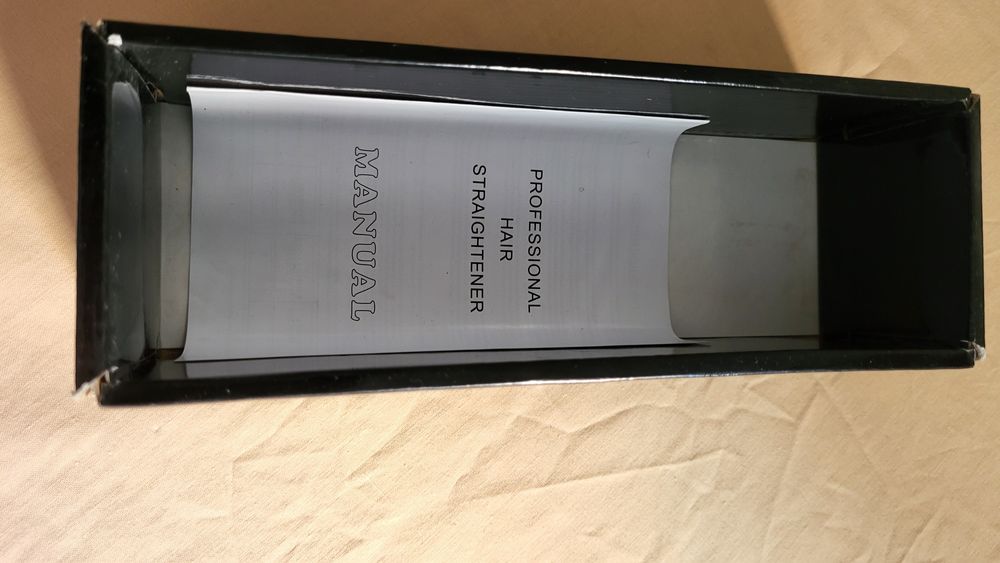 PROFESSIONAL
HAIR
STRAIGHTENER
MANUAL